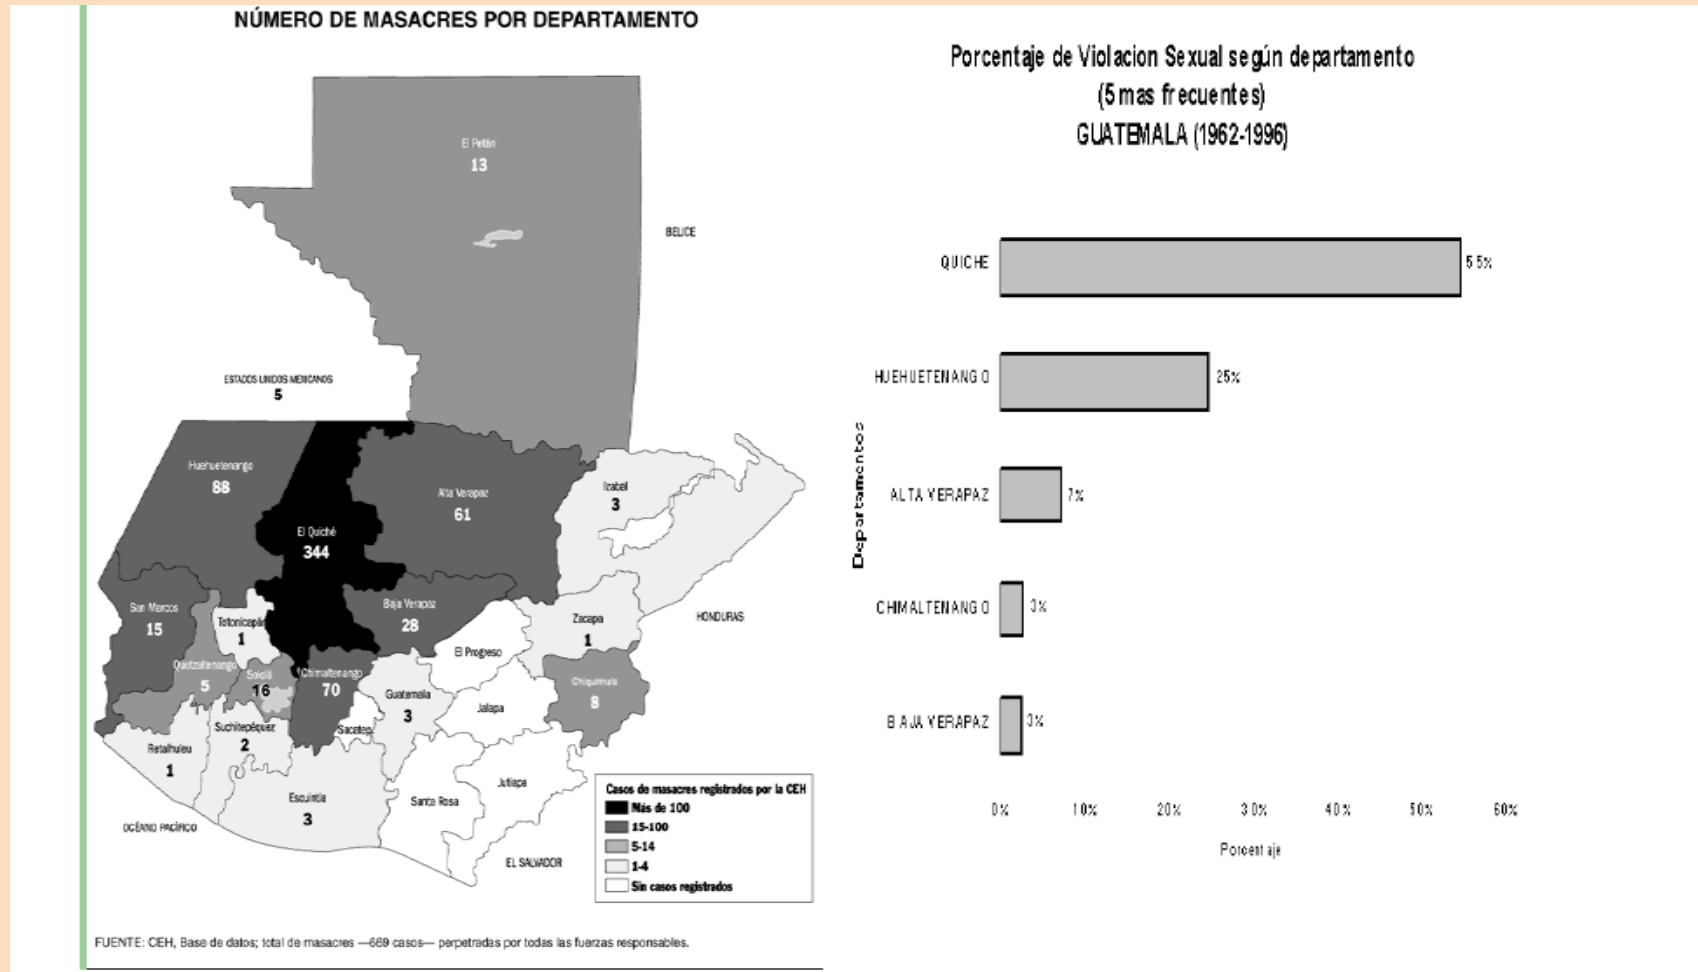 NÚMERO DE MASACRES POR DEPARTAMENTO
El Petén
13
BELICE
ESTADOS UNIDOS MEXICANOS
5
Huehuetenango
88
Alta Verapaz
61
Izabal
3
El Quiché
344
San Marcos
15
Totonicapán
1
Baja Verapaz
28
Zacapa
1
HONDURAS
El Progreso
Quetzaltenango
5
Sololá
16
Chimaltenango
70
Guatemala
3
Jalapa
Chiquimula
8
Sacatep.
Suchitepéquez
2
Retalhuleu
1
Escuintla
3
Santa Rosa
Jutiapa
OCÉANO PACÍFICO
EL SALVADOR
Casos de masacres registrados por la CEH
Más de 100
15-100
5-14
1-4
Sin casos registrados
FUENTE: CEH, Base de datos; total de masacres —669 casos— perpetradas por todas las fuerzas responsables.
Porcentaje de Violacion Sexual según departamento
(5 mas frecuentes)
GUATEMALA (1962-1996)
Departamentos
QUICHE 55%
HUEHUETENANGO 25%
ALTA VERAPAZ 7%
CHIMALTENANGO 3%
BAJA VERAPAZ 3%
0% 10% 20% 30% 40% 50% 60%
Porcentaje